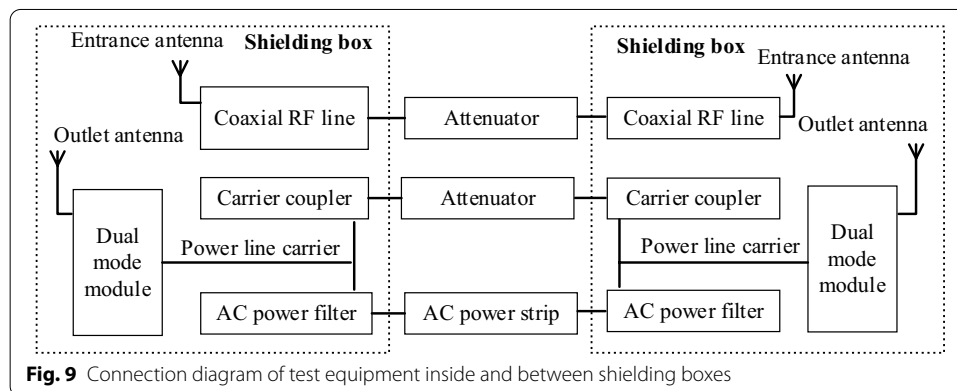 Entrance antenna
Shielding box
Shielding box
Entrance antenna
Coaxial RF line
Attenuator
Coaxial RF line
Outlet antenna
Outlet antenna
Carrier coupler
Attenuator
Carrier coupler
Dual
mode
module
Power line carrier
Power line carrier
Dual
mode
module
AC power filter
AC power strip
AC power filter
Fig. 9 Connection diagram of test equipment inside and between shielding boxes